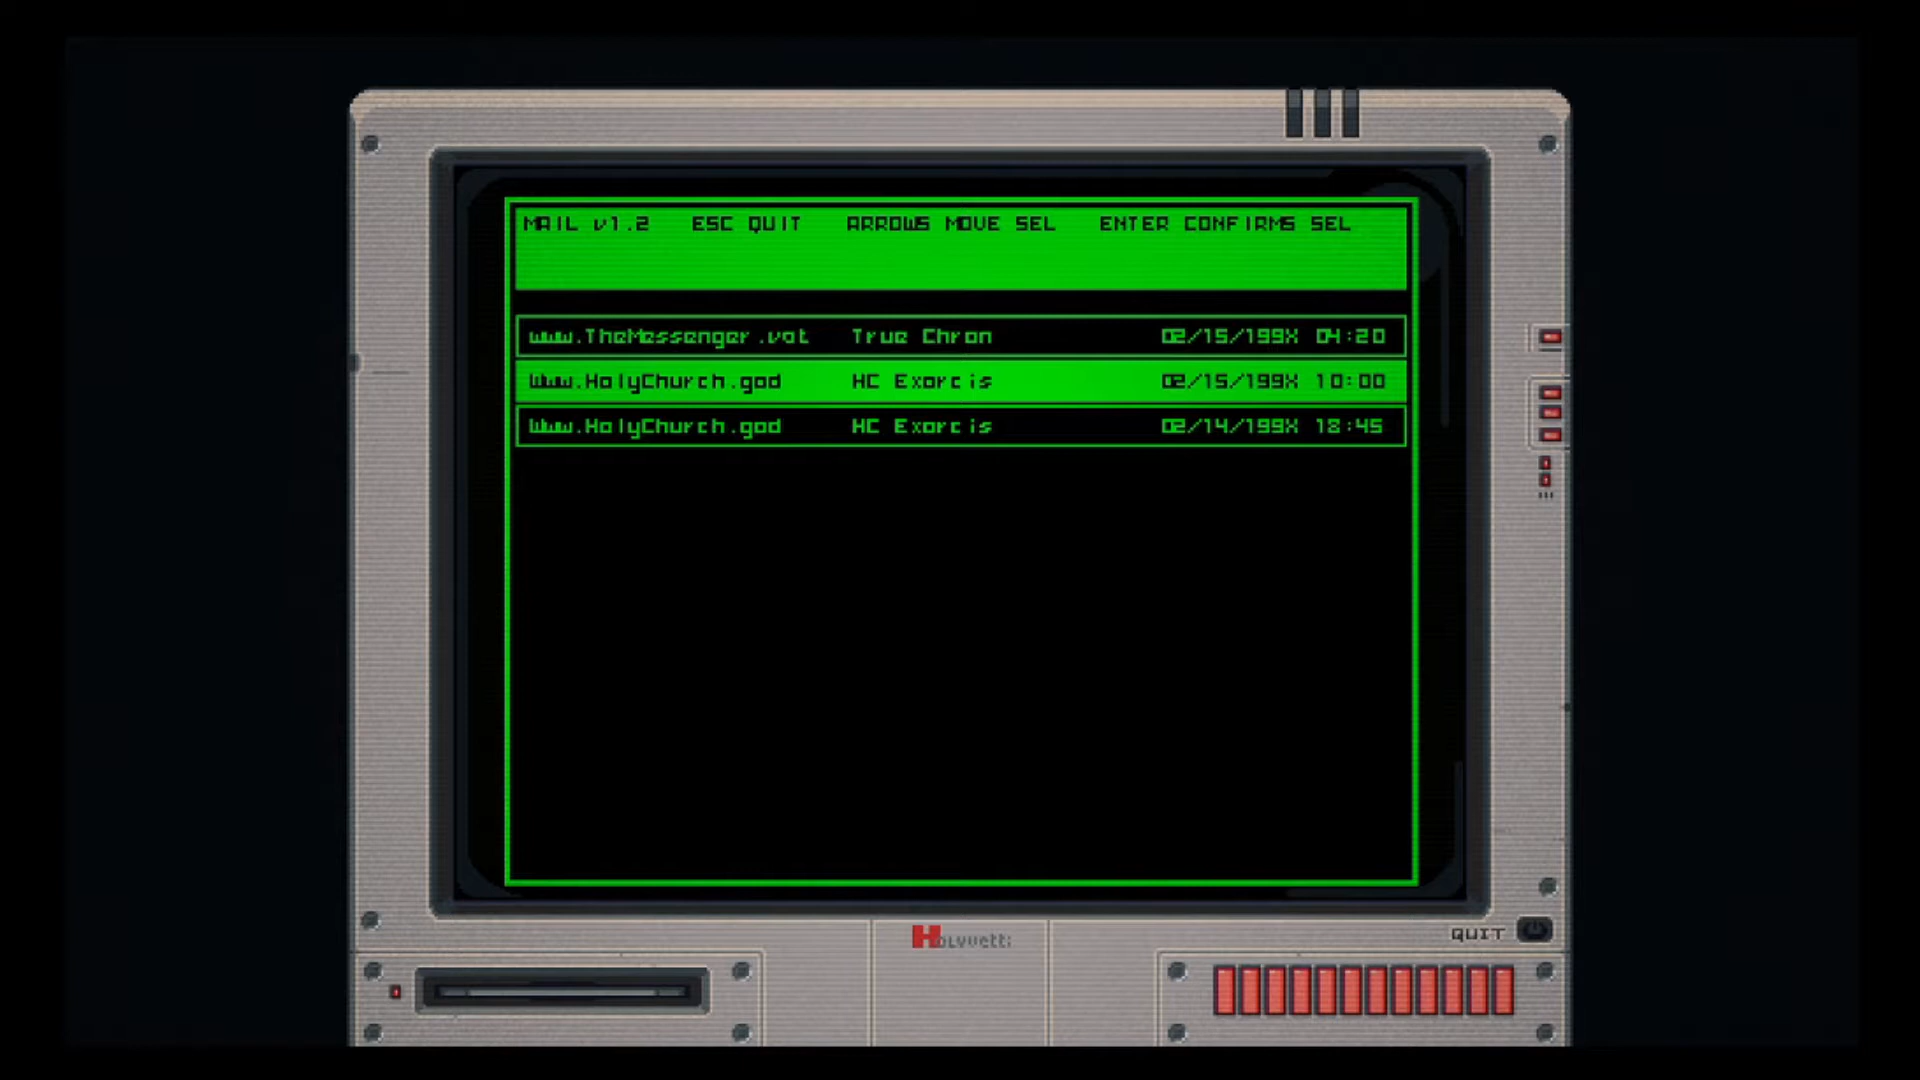 MAIL v1.2 ESC QUIT ARROWS MOVE SEL ENTER CONFIRMS SEL
www.TheMessenger.vat True Chron 02/15/199X 04:20
Www.HolyChurch.god HC Exorcis 02/15/199X 10:00
Www.HolyChurch.god HC Exorcis 02/14/199X 18:45
Holyvetti
QUIT